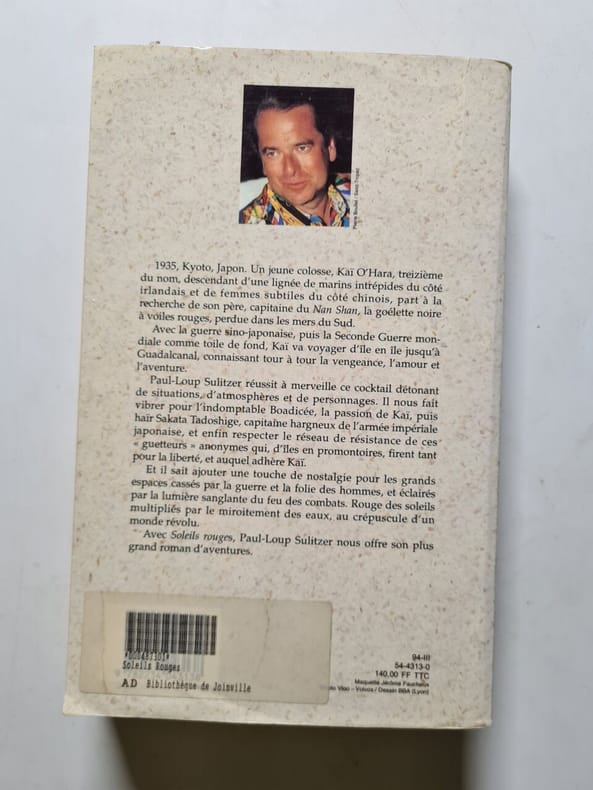 1935, Kyoto, Japon. Un jeune colosse, Kaï O'Hara, treizième
du nom, descendant d'une lignée de marins intrépides du côté
irlandais et de femmes subtiles du côté chinois, part à la
recherche de son père, capitaine du Nan Shan, la goélette noire
à voiles rouges, perdue dans les mers du Sud.
Avec la guerre sino-japonaise, puis la Seconde Guerre mon-
diale comme toile de fond, Kaï va voyager d'île en île jusqu'à
Guadalcanal, connaissant tour à tour la vengeance, l'amour et
l'aventure.
Paul-Loup Sulitzer réussit à merveille ce cocktail détonant
de situations, d'atmosphères et de personnages. Il nous fait
vibrer pour l'indomptable Boadicée, la passion de Kaï, puis
haïr Sakata Tadoshige, capitaine hargneux de l'armée impériale
japonaise, et enfin respecter le réseau de résistance de ces
« guetteurs » anonymes qui, d'îles en promontoires, firent tant
pour la liberté, et auquel adhère Kaï.
Et il sait ajouter une touche de nostalgie pour les grands
espaces cassés par la guerre et la folie des hommes, et éclairés
par la lumière sanglante du feu des combats. Rouge des soleils
multipliés par le miroitement des eaux, au crépuscule d'un
monde révolu.
Avec Soleils rouges, Paul-Loup Sulitzer nous offre son plus
grand roman d'aventures.
Soleils Rouges
AD Bibliothèque de Joinville
94-III
54-4313-0
140,00 FF TTC
Maquette Jérôme Faucheux
Vloo - Volvox / Dessin BBA (Lyon)